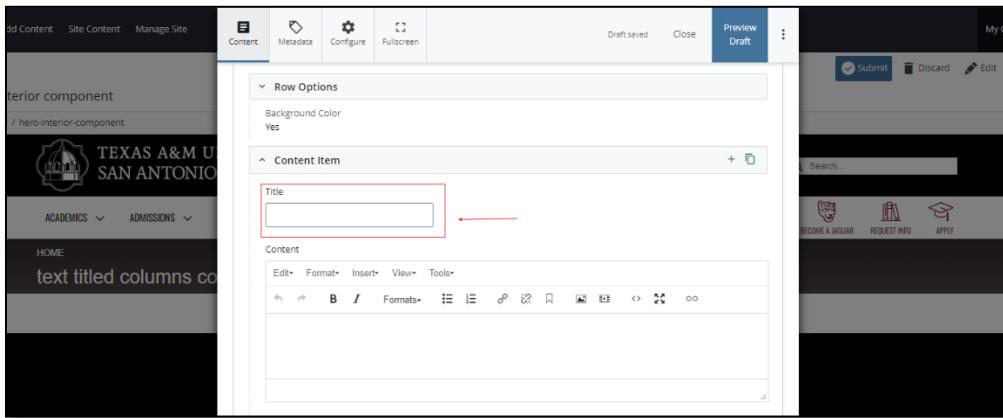 dd Content Site Content Manage Site
Content Metadata Configure Fullscreen Draft saved Close Preview Draft
My
Submit Discard Edit
terior component
/ hero-interior-component
Row Options
Background Color
Yes
TEXAS A&M U
SAN ANTONIO
Content Item
Search...
Title
ACADEMICS ADMISSIONS
BECOME A JAGUAR REQUEST INFO APPLY
HOME
text titled columns co
Content
Edit Format Insert View Tools
B I Formats